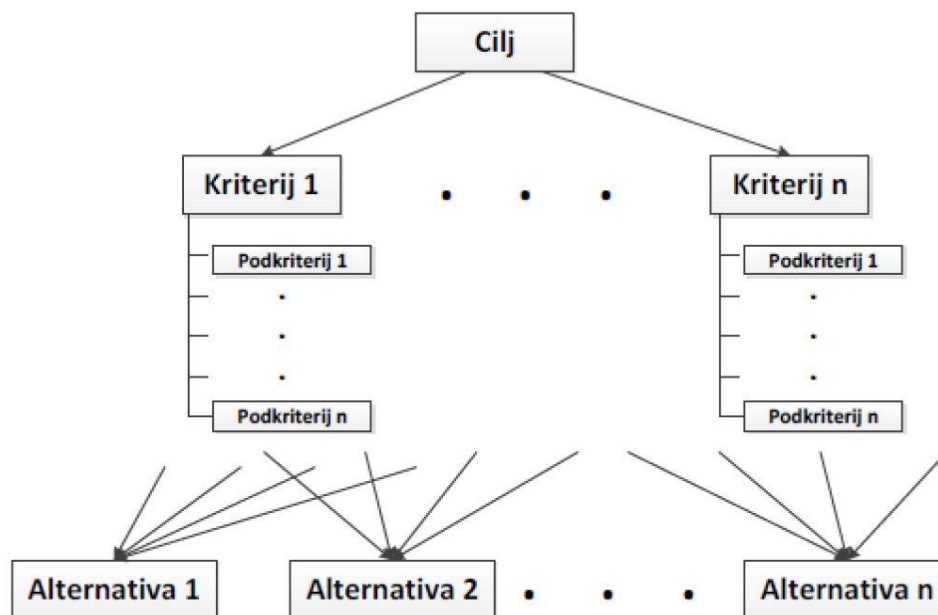 Cilj
Kriterij 1 . . . Kriterij n
Podkriterij 1 Podkriterij 1
. .
. .
. .
Podkriterij n Podkriterij n
Alternativa 1 Alternativa 2 . . . Alternativa n